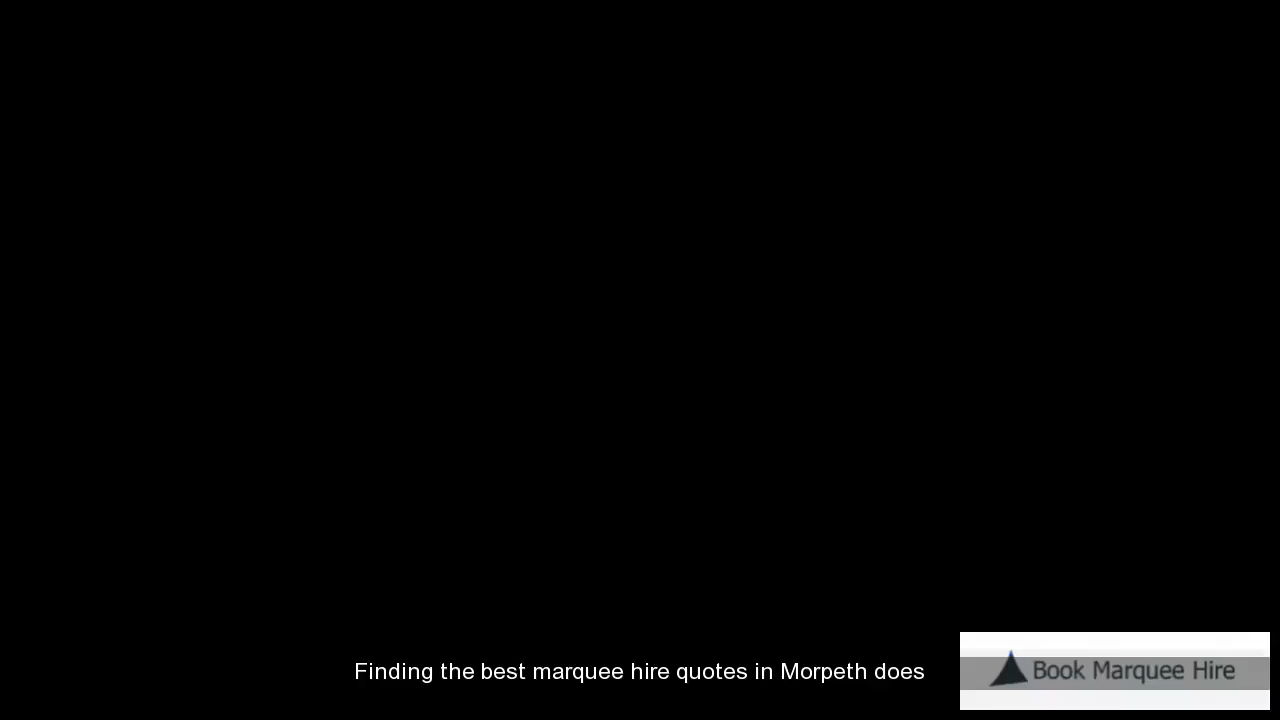 Finding the best marquee hire quotes in Morpeth does
Book Marquee Hire